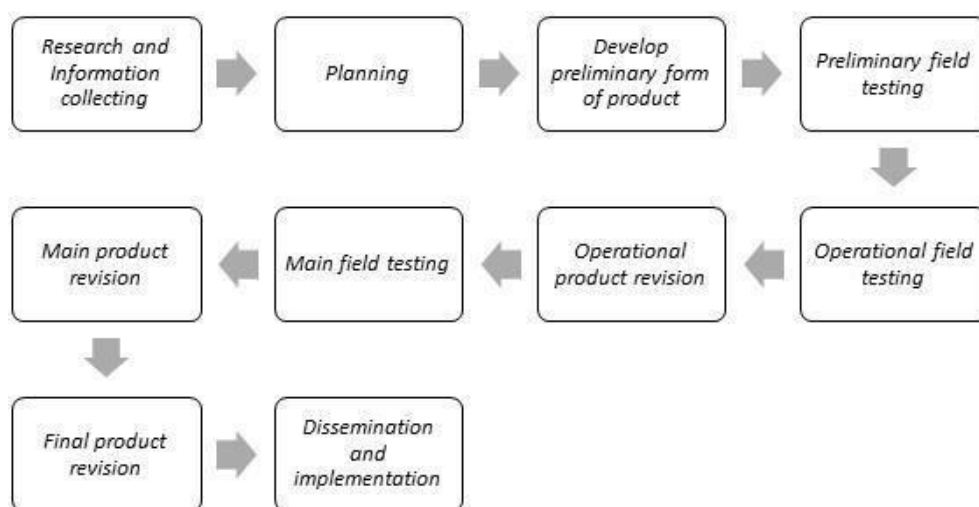 Research and
Information
collecting
Planning
Develop
preliminary form
of product
Preliminary field
testing
Operational field
testing
Operational
product revision
Main field testing
Main product
revision
Final product
revision
Dissemination
and
implementation